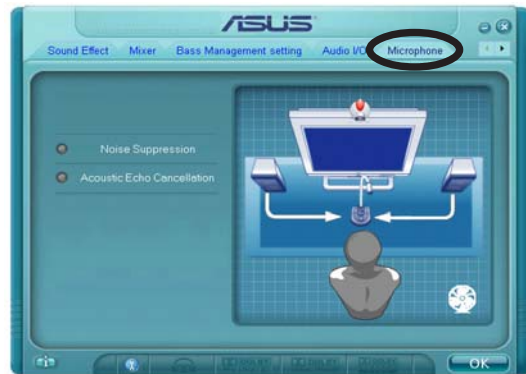 ASUS
Sound Effect Mixer Bass Management setting Audio I/O Microphone
Noise Suppression
Acoustic Echo Cancellation
OK